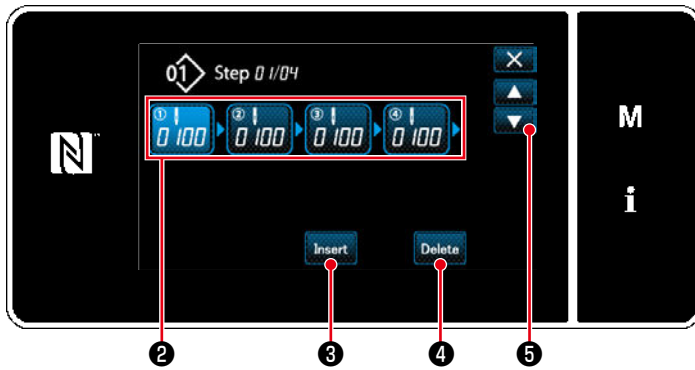 01 Step 01/04
① 0100 ② 0100 ③ 0100 ④ 0100
M
i
N
Insert Delete
❷ ❸ ❹ ❺